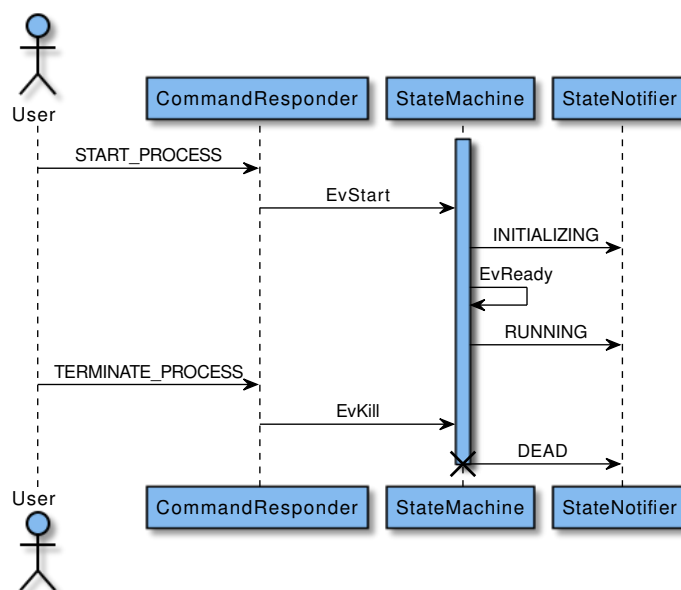 User
CommandResponder
StateMachine
StateNotifier
START_PROCESS
EvStart
INITIALIZING
EvReady
RUNNING
TERMINATE_PROCESS
EvKill
DEAD
User
CommandResponder
StateMachine
StateNotifier